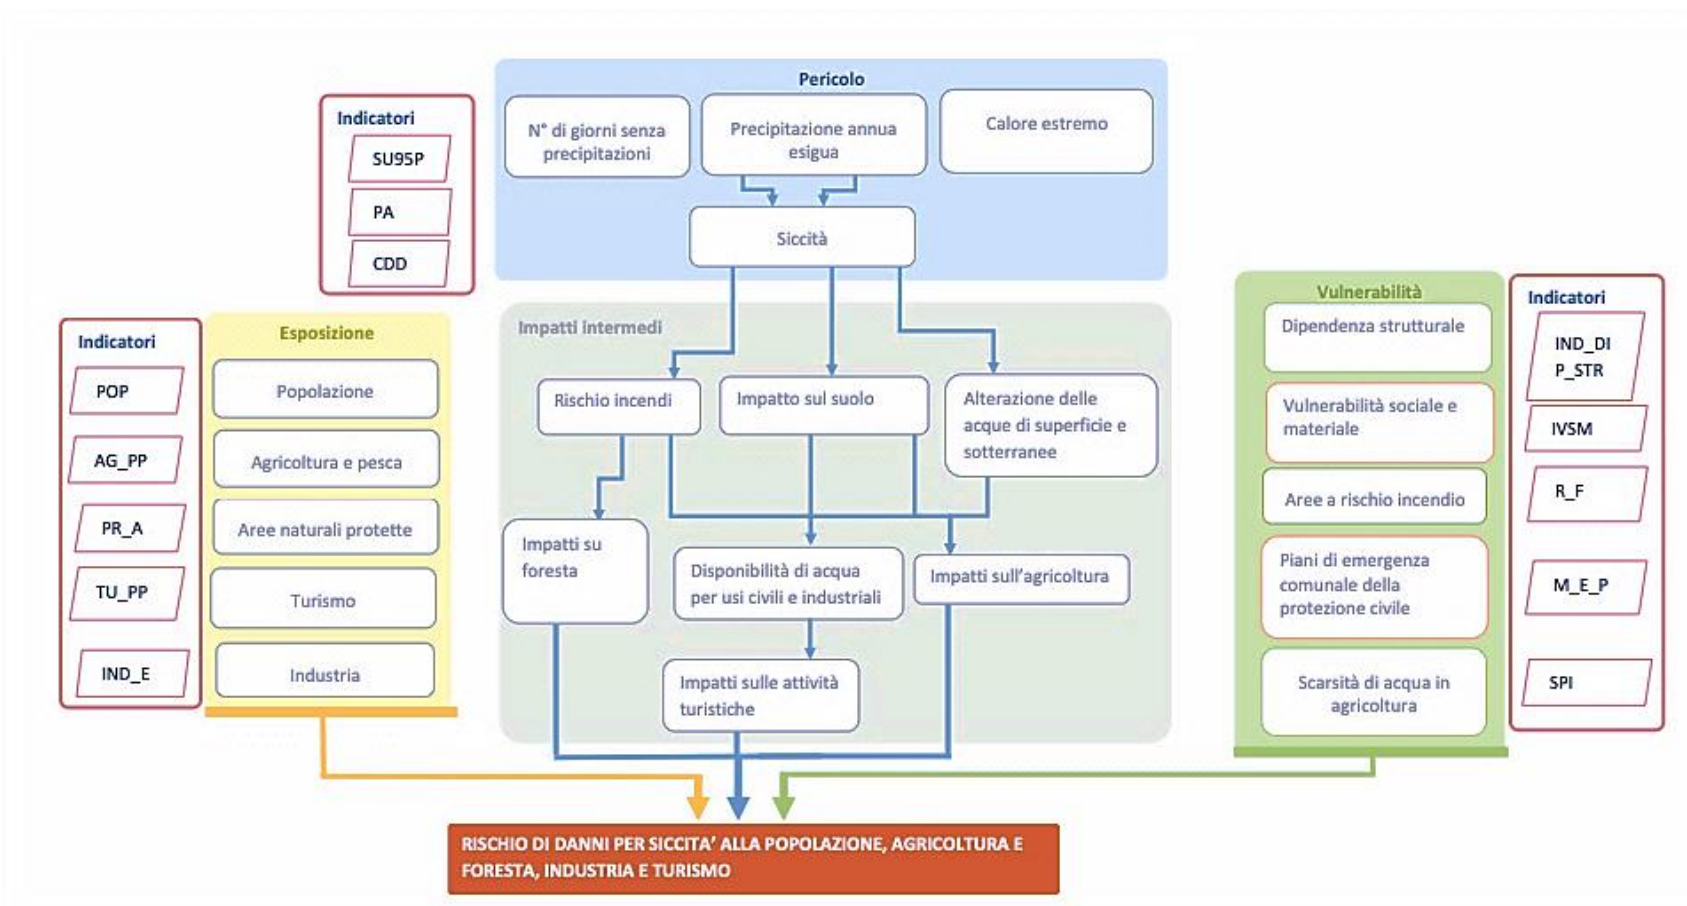 Pericolo
Indicatori
SU95P
PA
CDD
N° di giorni senza
precipitazioni
Precipitazione annua
esigua
Calore estremo
Siccità
Indicatori
POP
AG_PP
PR_A
TU_PP
IND_E
Esposizione
Popolazione
Agricoltura e pesca
Aree naturali protette
Turismo
Industria
Impatti intermedi
Rischio incendi
Impatto sul suolo
Alterazione delle
acque di superficie e
sotterranee
Impatti su
foresta
Disponibilità di acqua
per usi civili e industriali
Impatti sull'agricoltura
Impatti sulle attività
turistiche
Vulnerabilità
Dipendenza strutturale
Vulnerabilità sociale e
materiale
Aree a rischio incendio
Piani di emergenza
comunale della
protezione civile
Scarsità di acqua in
agricoltura
Indicatori
IND_DI
P_STR
IVSM
R_F
M_E_P
SPI
RISCHIO DI DANNI PER SICCITA' ALLA POPOLAZIONE, AGRICOLTURA E
FORESTA, INDUSTRIA E TURISMO